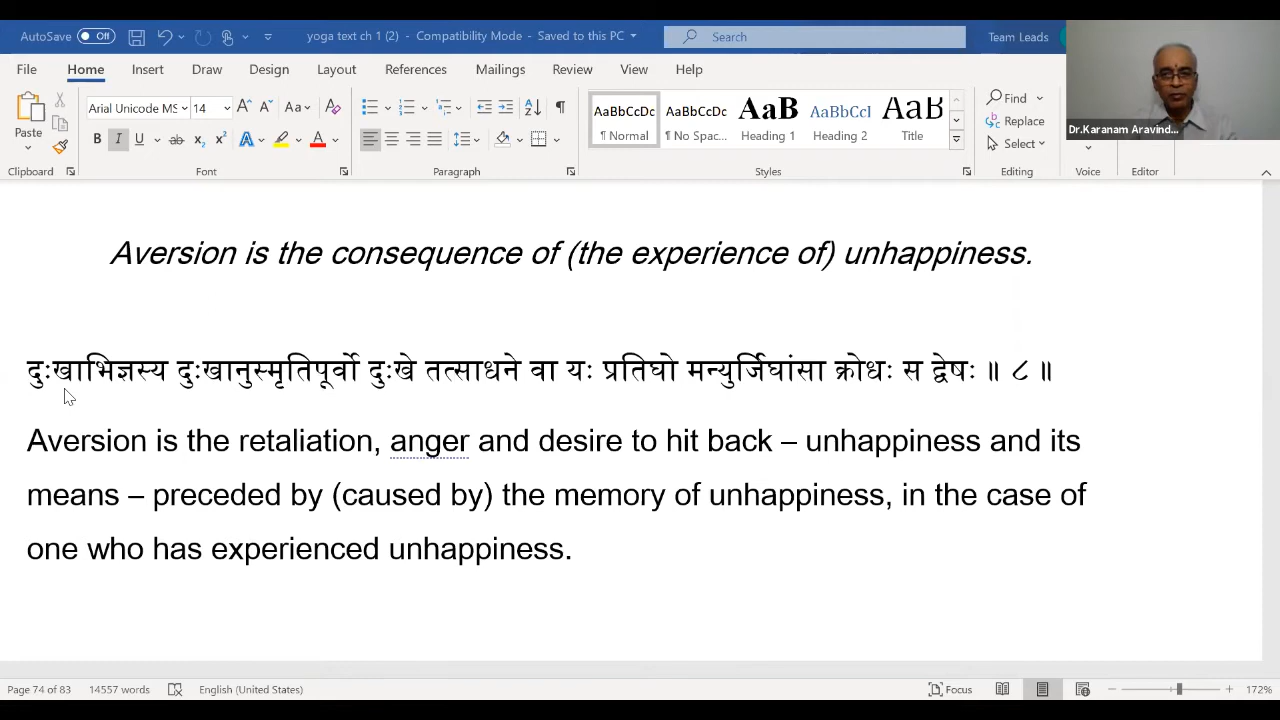 AutoSave Off yoga text ch 1 (2) - Compatibility Mode - Saved to this PC Search Team Leads
File Home Insert Draw Design Layout References Mailings Review View Help
Paste Arial Unicode MS 14 Aa AaBbCcDc AaBbCcDc AaB AaBbCcI AaB Find
B I U ab x₂ x² A A ¶ Normal ¶ No Spac... Heading 1 Heading 2 Title Replace
Select
Clipboard Font Paragraph Styles Editing Voice Editor
Dr.Karanam Aravind...
Aversion is the consequence of (the experience of) unhappiness.
दुःखाभिज्ञस्य दुःखानुस्मृतिपूर्वो दुःखे तत्साधने वा यः प्रतिघो मन्युर्जिघांसा क्रोधः स द्वेषः ॥ ८ ॥
Aversion is the retaliation, anger and desire to hit back – unhappiness and its
means – preceded by (caused by) the memory of unhappiness, in the case of
one who has experienced unhappiness.
Page 74 of 83 14557 words English (United States) Focus 172%